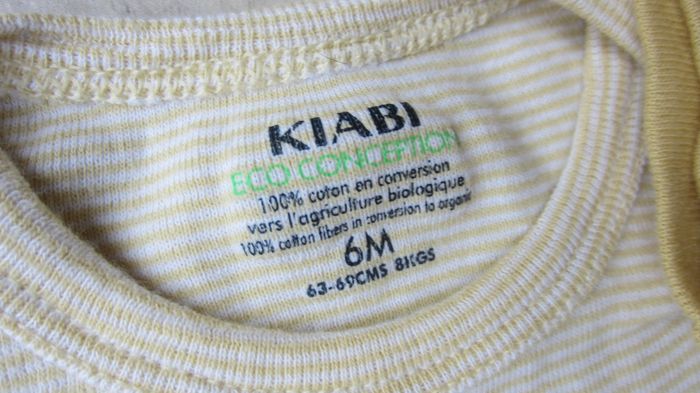 KIABI
ECO CONCEPTION
100% coton en conversion
vers l'agriculture biologique
100% cotton fibers in conversion to organic
6M
63-69CMS 8KGS